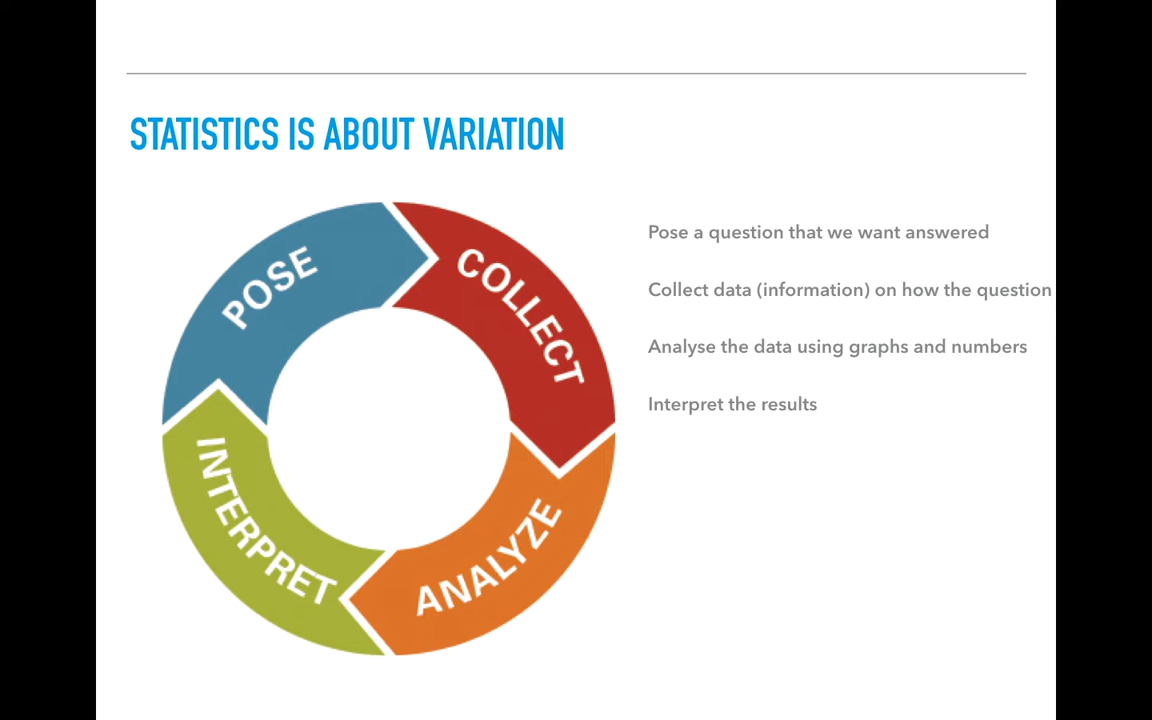 STATISTICS IS ABOUT VARIATION
POSE
COLLECT
ANALYZE
INTERPRET
Pose a question that we want answered
Collect data (information) on how the question
Analyse the data using graphs and numbers
Interpret the results